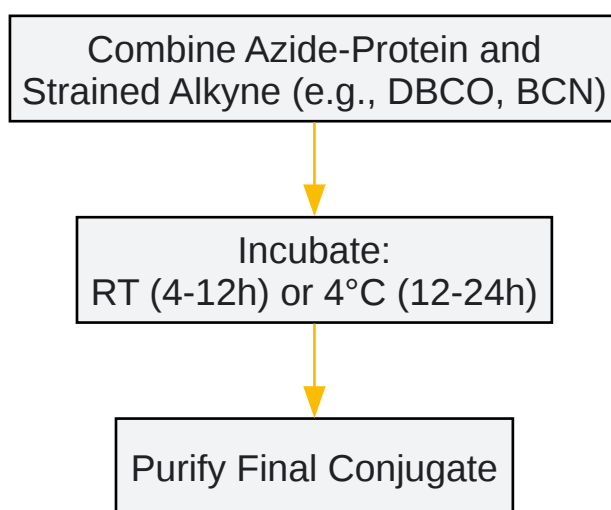 Combine Azide-Protein and
Strained Alkyne (e.g., DBCO, BCN)
Incubate:
RT (4-12h) or 4°C (12-24h)
Purify Final Conjugate